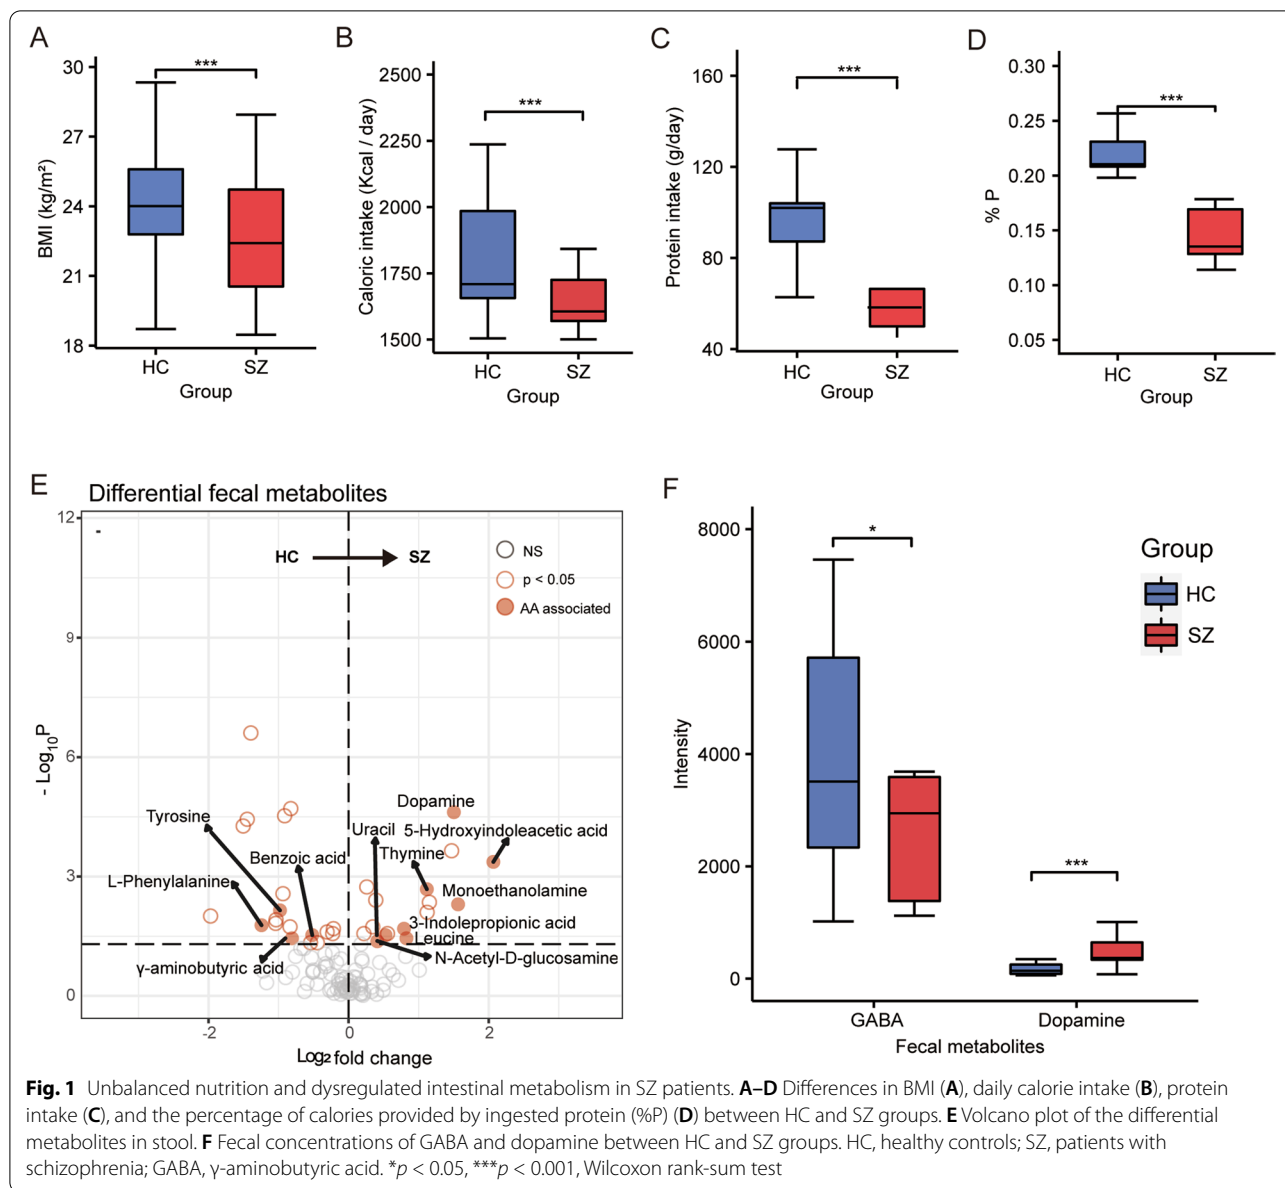 A
BMI (kg/m²)
30
27
24
21
18
***
HC
SZ
Group
B
Caloric intake (Kcal / day)
2500
2250
2000
1750
1500
***
HC
SZ
Group
C
Protein intake (g/day)
160
120
80
40
***
HC
SZ
Group
D
% P
0.30
0.25
0.20
0.15
0.10
0.05
***
HC
SZ
Group
E
Differential fecal metabolites
- Log10P
12
9
6
3
0
HC
SZ
NS
p < 0.05
AA associated
Dopamine
Tyrosine
Uracil
5-Hydroxyindoleacetic acid
Benzoic acid
Thymine
L-Phenylalanine
Monoethanolamine
3-Indolepropionic acid
Leucine
γ-aminobutyric acid
N-Acetyl-D-glucosamine
-2
0
2
Log2 fold change
F
Intensity
8000
6000
4000
2000
0
*
***
Group
HC
SZ
GABA
Dopamine
Fecal metabolites
Fig. 1 Unbalanced nutrition and dysregulated intestinal metabolism in SZ patients. A–D Differences in BMI (A), daily calorie intake (B), protein
intake (C), and the percentage of calories provided by ingested protein (%P) (D) between HC and SZ groups. E Volcano plot of the differential
metabolites in stool. F Fecal concentrations of GABA and dopamine between HC and SZ groups. HC, healthy controls; SZ, patients with
schizophrenia; GABA, γ-aminobutyric acid. *p < 0.05, ***p < 0.001, Wilcoxon rank-sum test